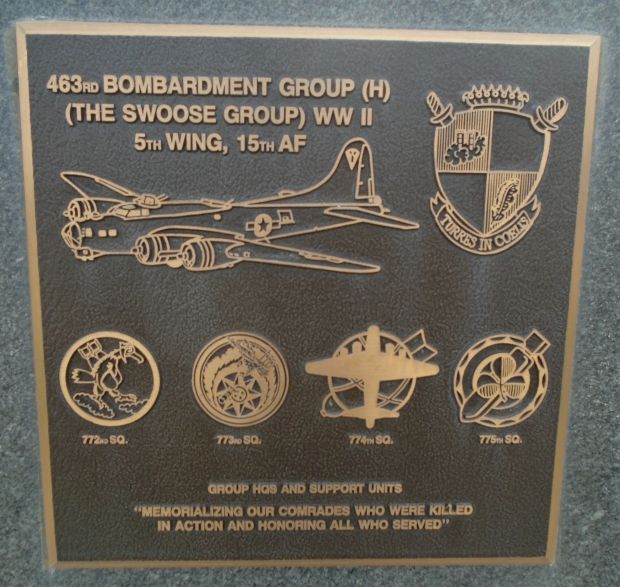 463RD BOMBARDMENT GROUP (H)
(THE SWOOSE GROUP) WW II
5TH WING, 15TH AF
Y
TURRES IN COELIS
772ND SQ.
773RD SQ.
774TH SQ.
775TH SQ.
GROUP HQS AND SUPPORT UNITS
"MEMORIALIZING OUR COMRADES WHO WERE KILLED
IN ACTION AND HONORING ALL WHO SERVED"